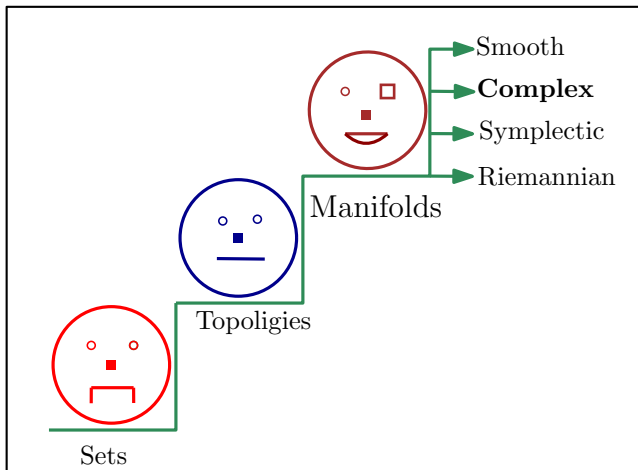 Smooth
Complex
Symplectic
Riemannian
Manifolds
Topoligies
Sets